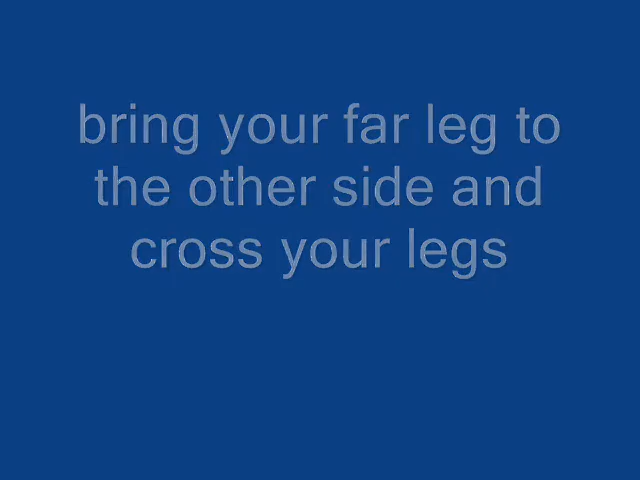 bring your far leg to
the other side and
cross your legs